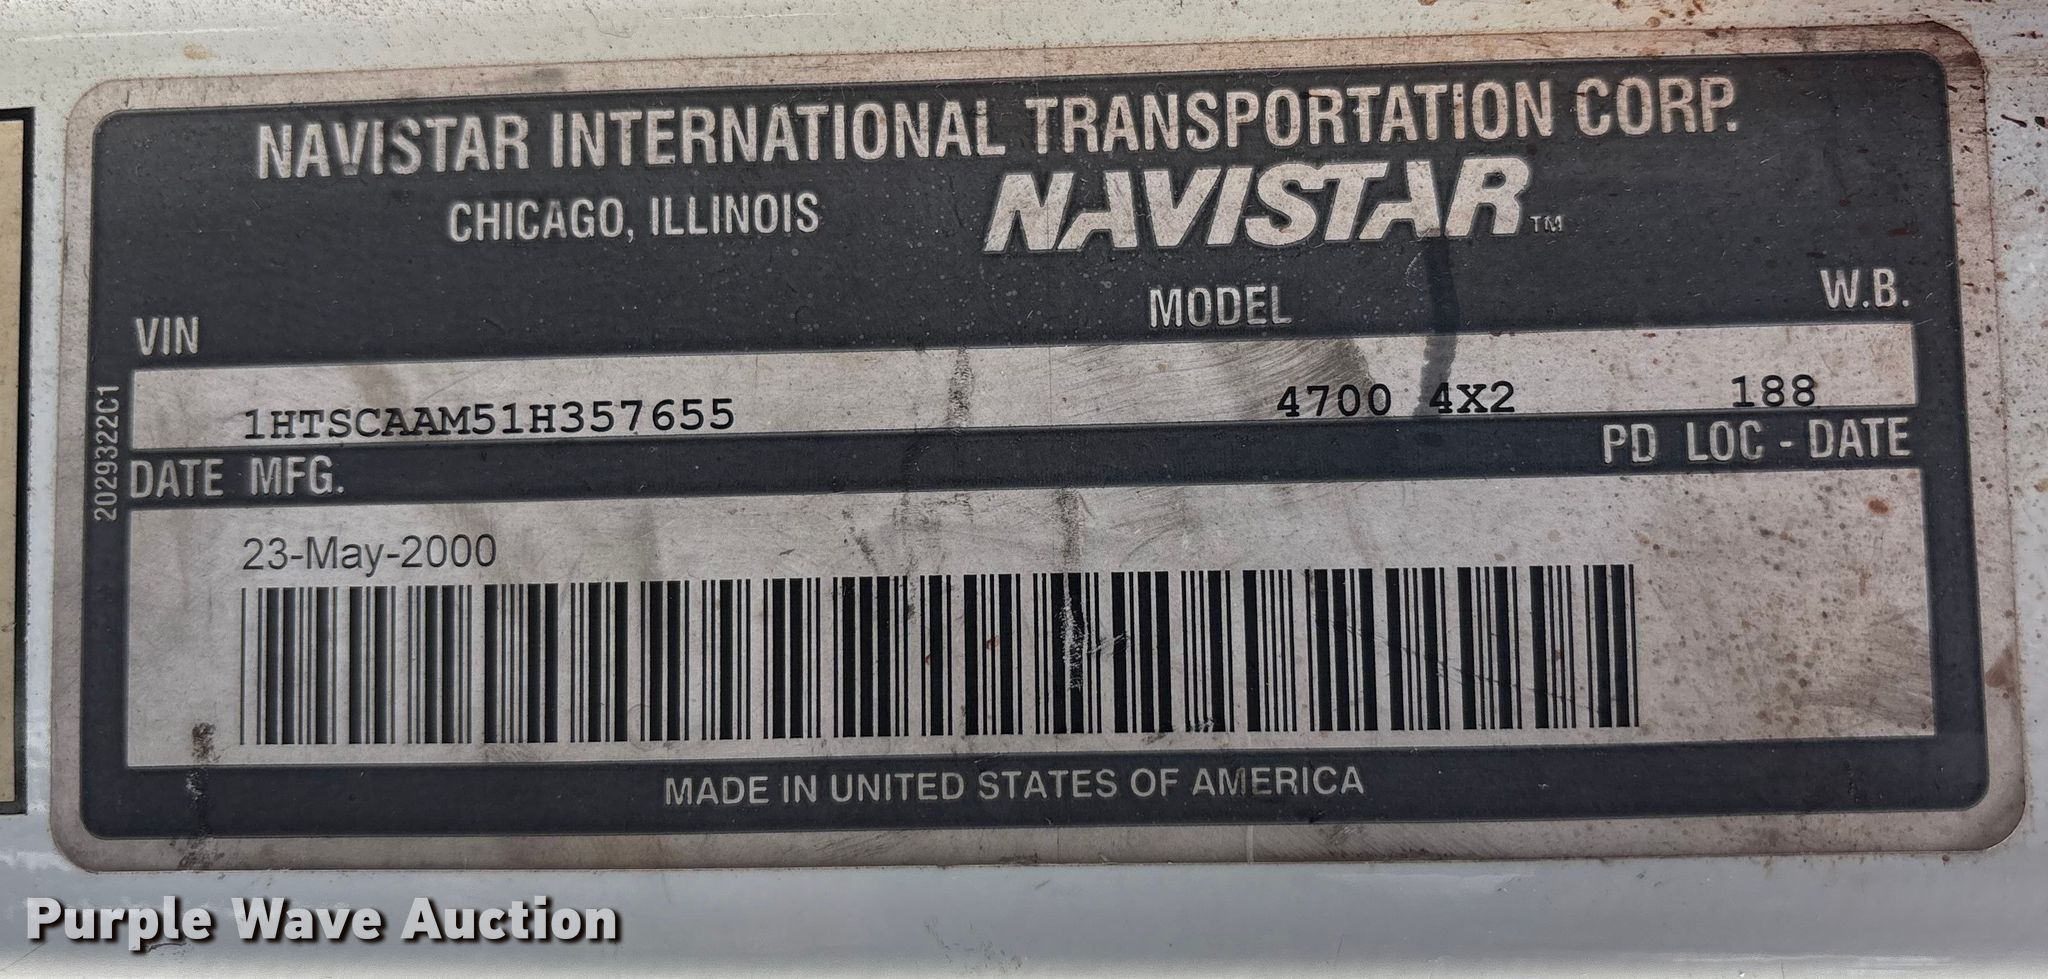 NAVISTAR INTERNATIONAL TRANSPORTATION CORP.
CHICAGO, ILLINOIS NAVISTAR™
VIN MODEL W.B.
1HTSCAAM51H357655 4700 4X2 188
DATE MFG. PD LOC - DATE
2029322C1
23-May-2000
MADE IN UNITED STATES OF AMERICA
Purple Wave Auction